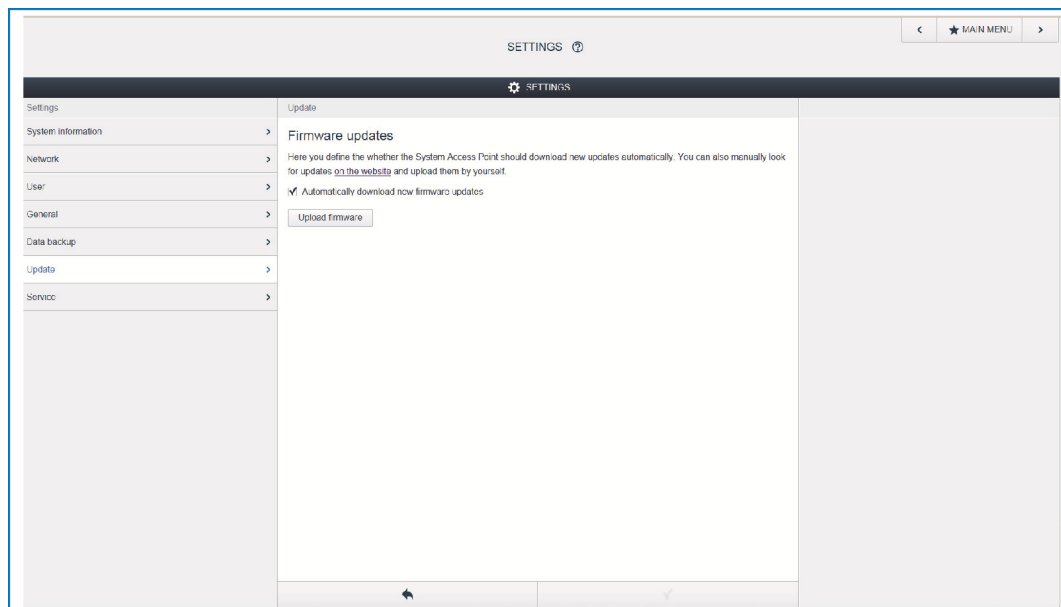 MAIN MENU
SETTINGS ?
SETTINGS
Settings
Update
System information
Network
User
General
Data backup
Update
Service
Firmware updates
Here you define the whether the System Access Point should download new updates automatically. You can also manually look
for updates on the website and upload them by yourself.
Automatically download new firmware updates
Upload firmware